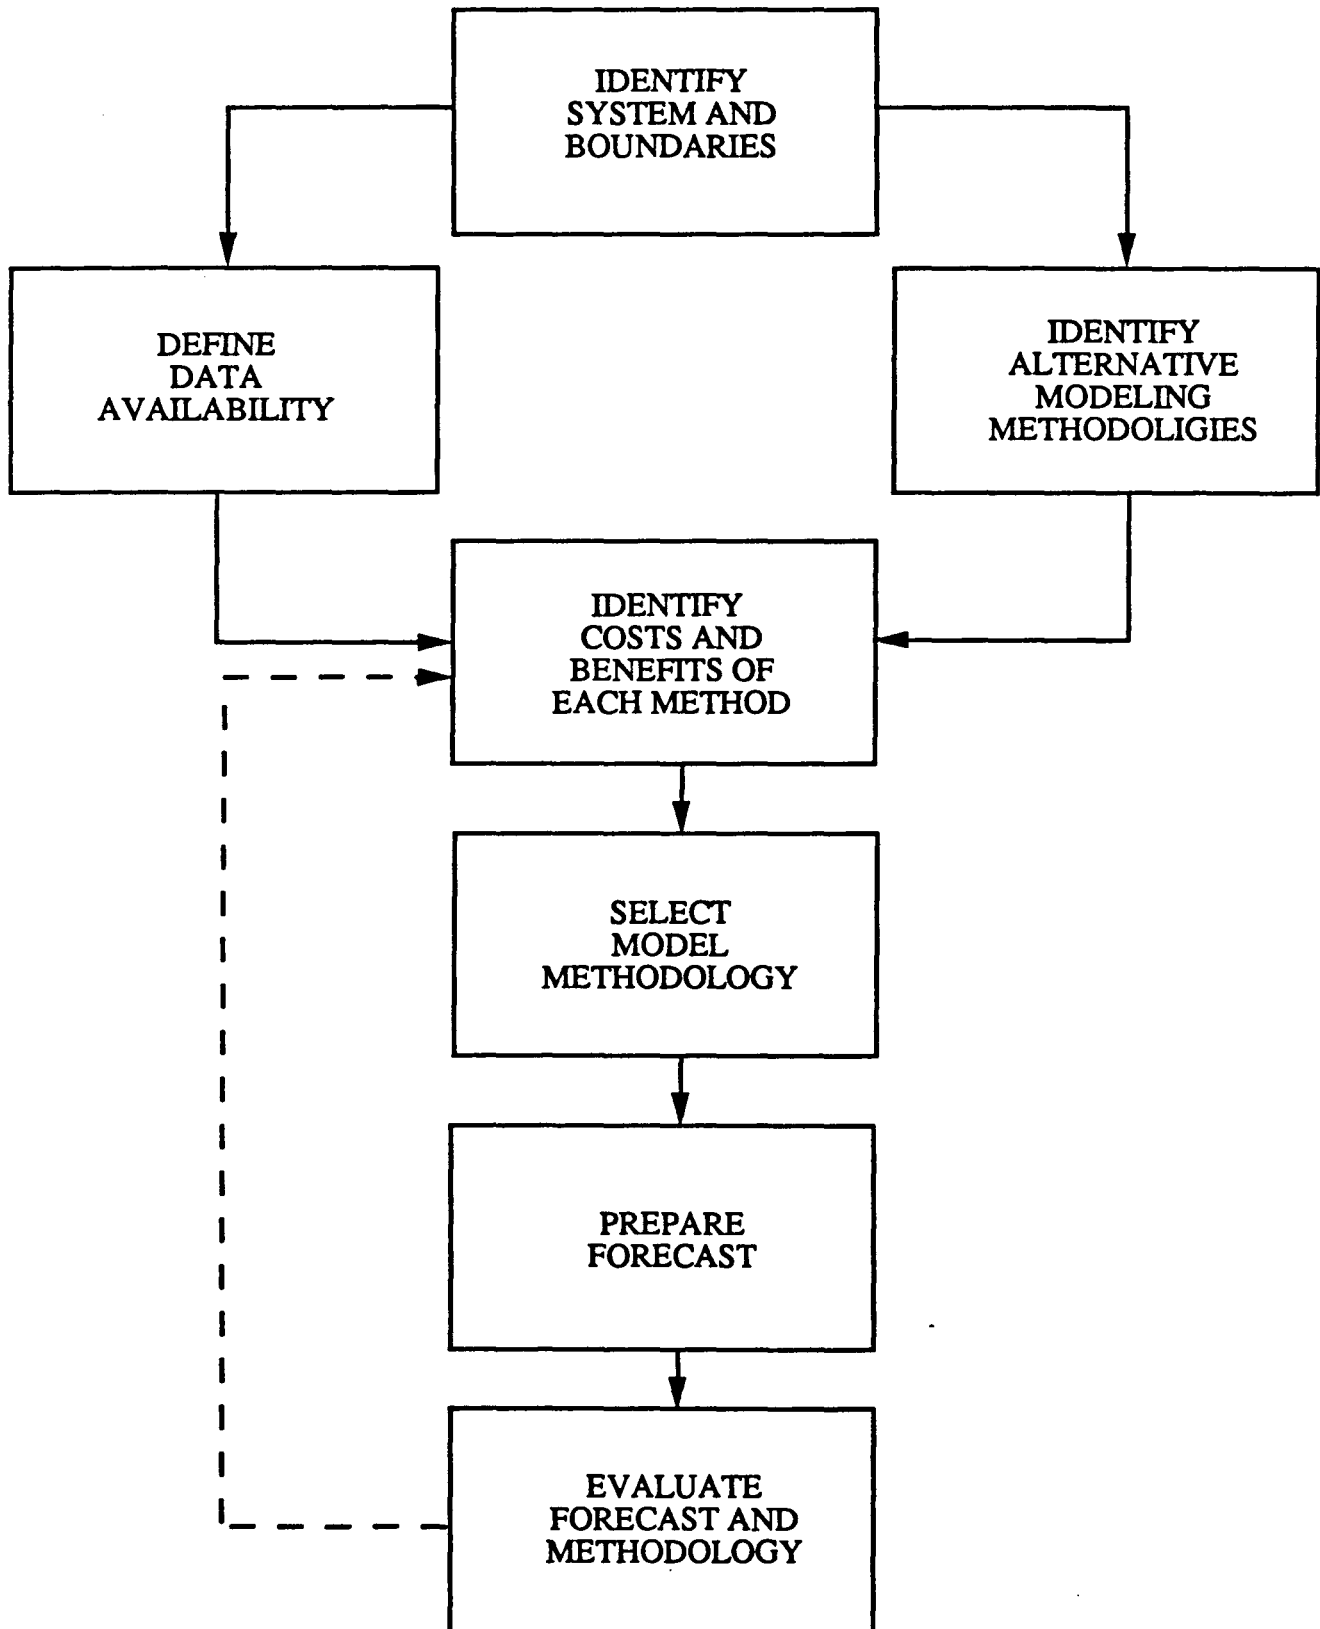 IDENTIFY
SYSTEM AND
BOUNDARIES
DEFINE
DATA
AVAILABILITY
IDENTIFY
ALTERNATIVE
MODELING
METHODOLIGIES
IDENTIFY
COSTS AND
BENEFITS OF
EACH METHOD
SELECT
MODEL
METHODOLOGY
PREPARE
FORECAST
EVALUATE
FORECAST AND
METHODOLOGY